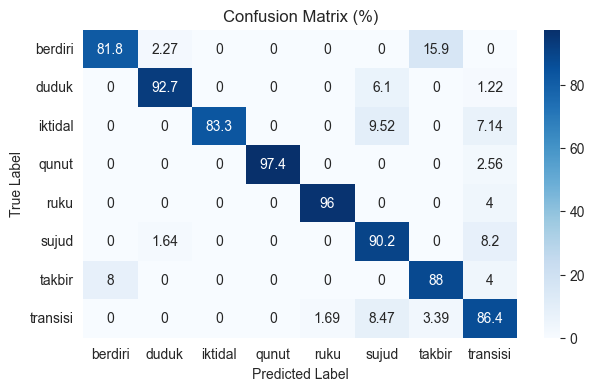 Confusion Matrix (%)
berdiri 81.8 2.27 0 0 0 0 15.9 0
duduk 0 92.7 0 0 0 6.1 0 1.22
iktidal 0 0 83.3 0 0 9.52 0 7.14
qunut 0 0 0 97.4 0 0 0 2.56
ruku 0 0 0 0 96 0 0 4
sujud 0 1.64 0 0 0 90.2 0 8.2
takbir 8 0 0 0 0 0 88 4
transisi 0 0 0 0 1.69 8.47 3.39 86.4
berdiri duduk iktidal qunut ruku sujud takbir transisi
Predicted Label
True Label
80
60
40
20
0